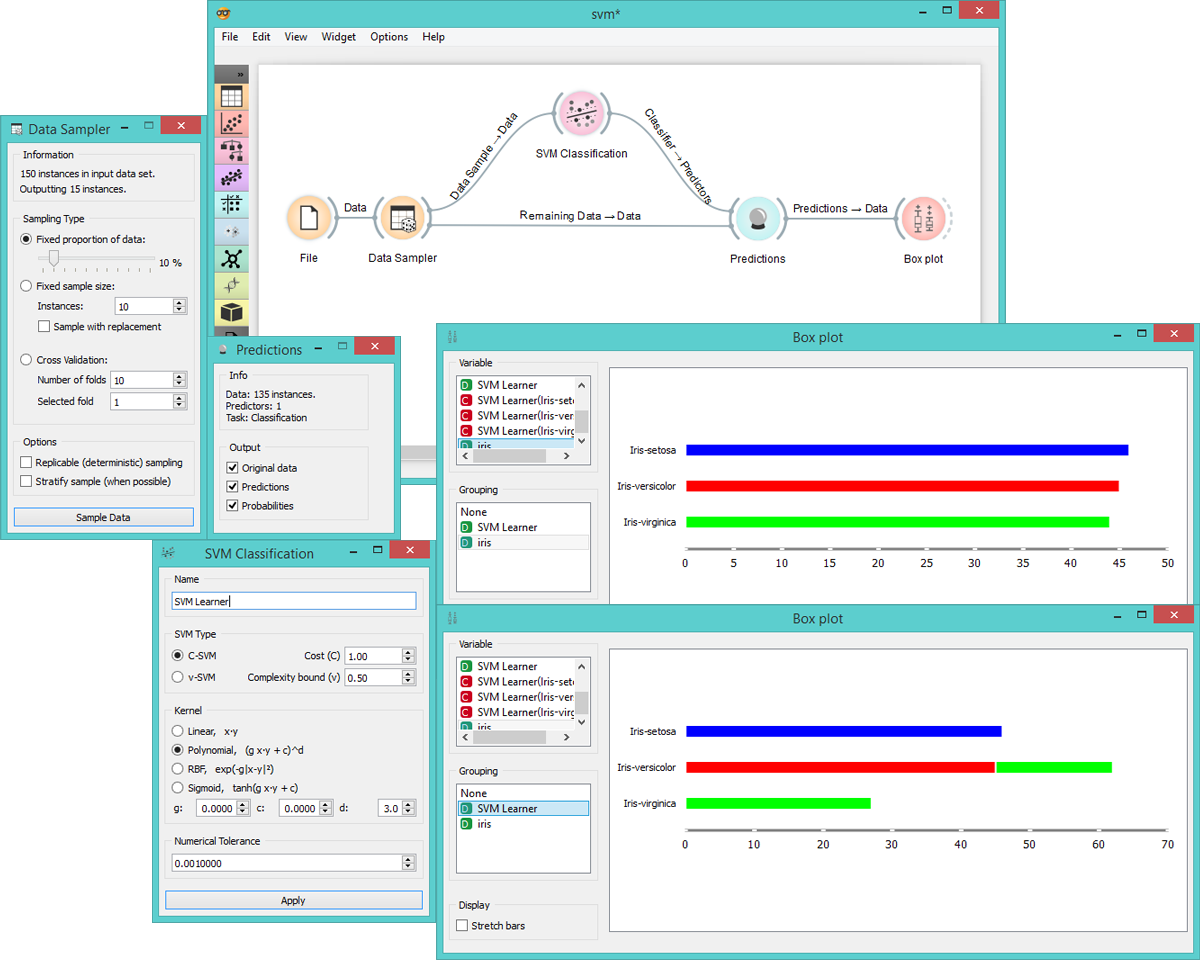 svm*
File Edit View Widget Options Help
»
SVM Classification
Data Sample → Data
Classifier → Predictors
Data
Remaining Data → Data
Predictions → Data
File
Data Sampler
Predictions
Box plot
Data Sampler
Information
150 instances in input data set.
Outputting 15 instances.
Sampling Type
Fixed proportion of data:
10 %
Fixed sample size:
Instances: 10
Sample with replacement
Cross Validation:
Number of folds 10
Selected fold 1
Options
Replicable (deterministic) sampling
Stratify sample (when possible)
Sample Data
Predictions
Info
Data: 135 instances.
Predictors: 1
Task: Classification
Output
Original data
Predictions
Probabilities
SVM Classification
Name
SVM Learner
SVM Type
C-SVM Cost (C) 1.00
ν-SVM Complexity bound (ν) 0.50
Kernel
Linear, x·y
Polynomial, (g x·y + c)^d
RBF, exp(-g|x-y|²)
Sigmoid, tanh(g x·y + c)
g: 0.0000 c: 0.0000 d: 3.0
Numerical Tolerance
0.0010000
Apply
Box plot
Variable
D SVM Learner
C SVM Learner(Iris-seto
C SVM Learner(Iris-ver
C SVM Learner(Iris-virg
D iris
Grouping
None
D SVM Learner
D iris
Iris-setosa
Iris-versicolor
Iris-virginica
0 5 10 15 20 25 30 35 40 45 50
Box plot
Variable
D SVM Learner
C SVM Learner(Iris-seto
C SVM Learner(Iris-ver
C SVM Learner(Iris-virg
D iris
Grouping
None
D SVM Learner
D iris
Display
Stretch bars
Iris-setosa
Iris-versicolor
Iris-virginica
0 10 20 30 40 50 60 70